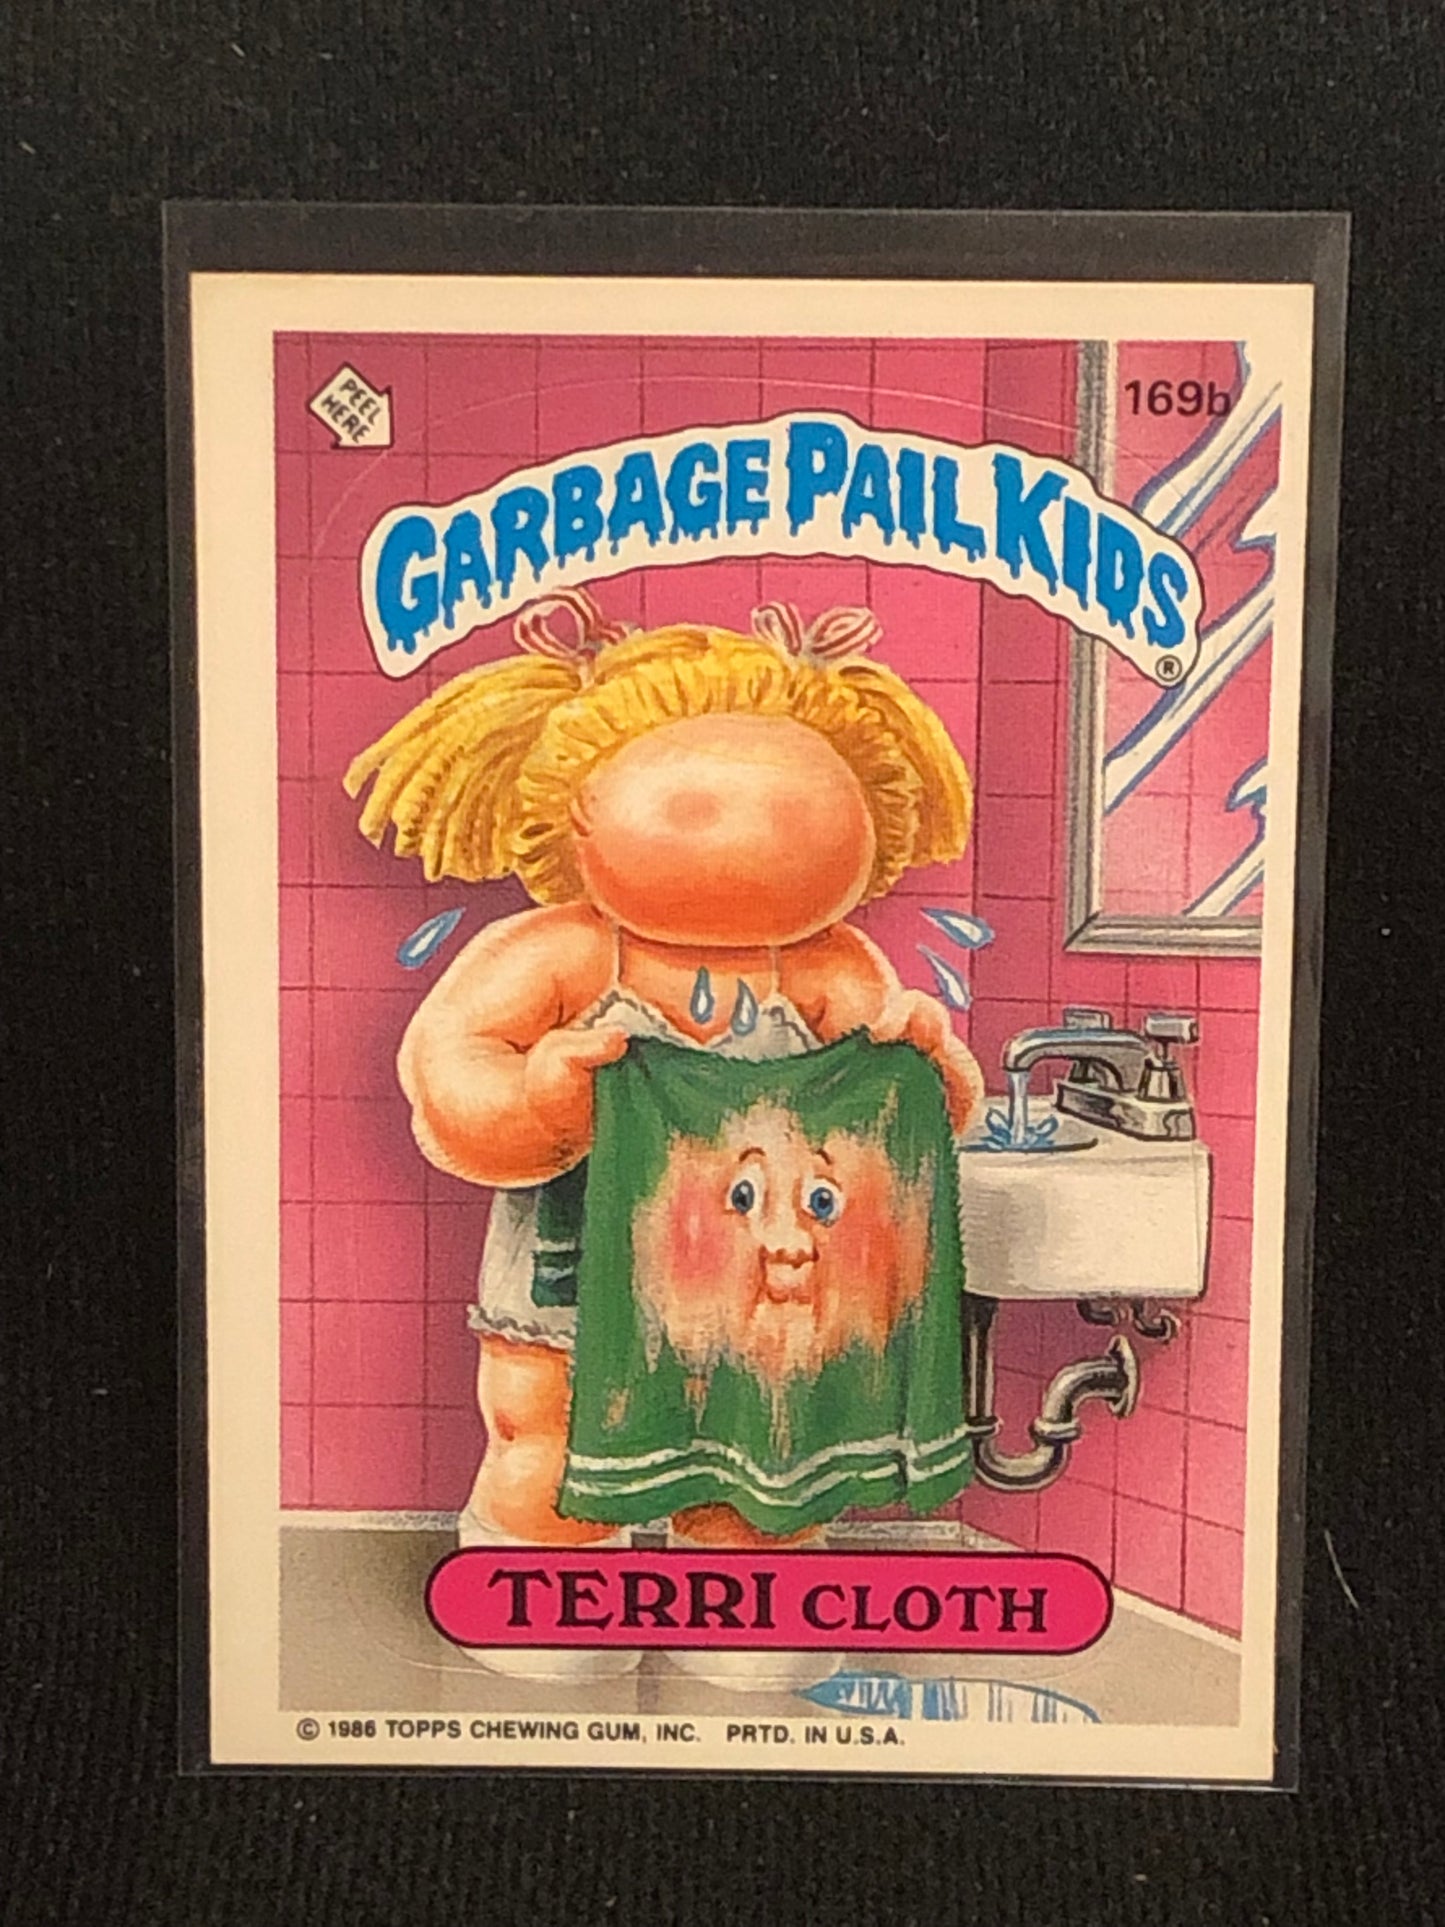 PEEL
HERE
169b
GARBAGE PAIL KIDS
®
TERRI CLOTH
© 1986 TOPPS CHEWING GUM, INC. PRTD. IN U.S.A.